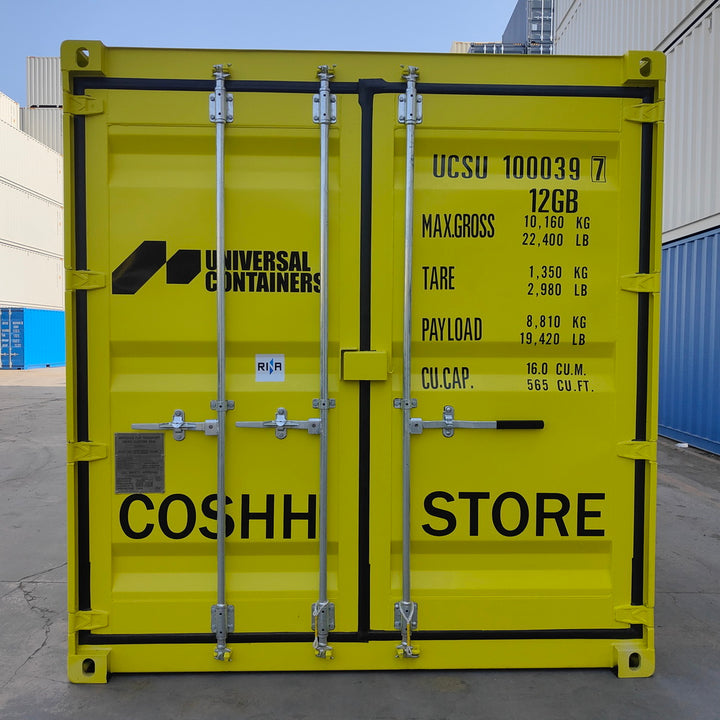 UCSU 100039 7
12GB
MAX.GROSS 10,160 KG
22,400 LB
TARE 1,350 KG
2,980 LB
PAYLOAD 8,810 KG
19,420 LB
CU.CAP. 16.0 CU.M.
565 CU.FT.
UNIVERSAL
CONTAINERS
RINA
COSHH STORE